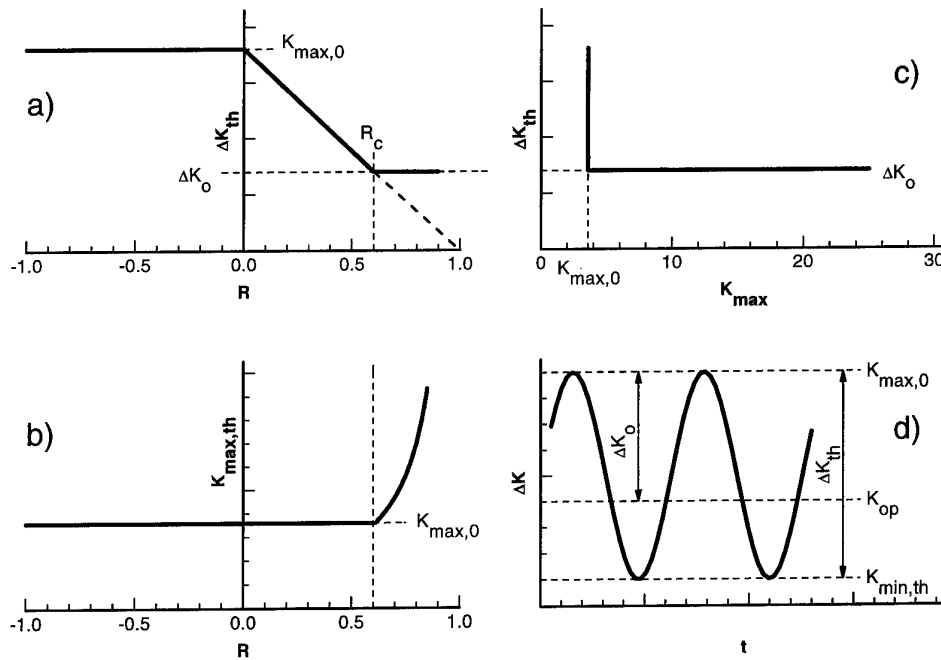 a)
K_max,0
ΔK_th
R_c
ΔK_o
-1.0 -0.5 0.0 0.5 1.0
R
c)
ΔK_th
ΔK_o
0 10 20 30
K_max,0
K_max
b)
K_max,th
K_max,0
-1.0 -0.5 0.0 0.5 1.0
R
d)
ΔK
K_max,0
ΔK_o
ΔK_th
K_op
K_min,th
t